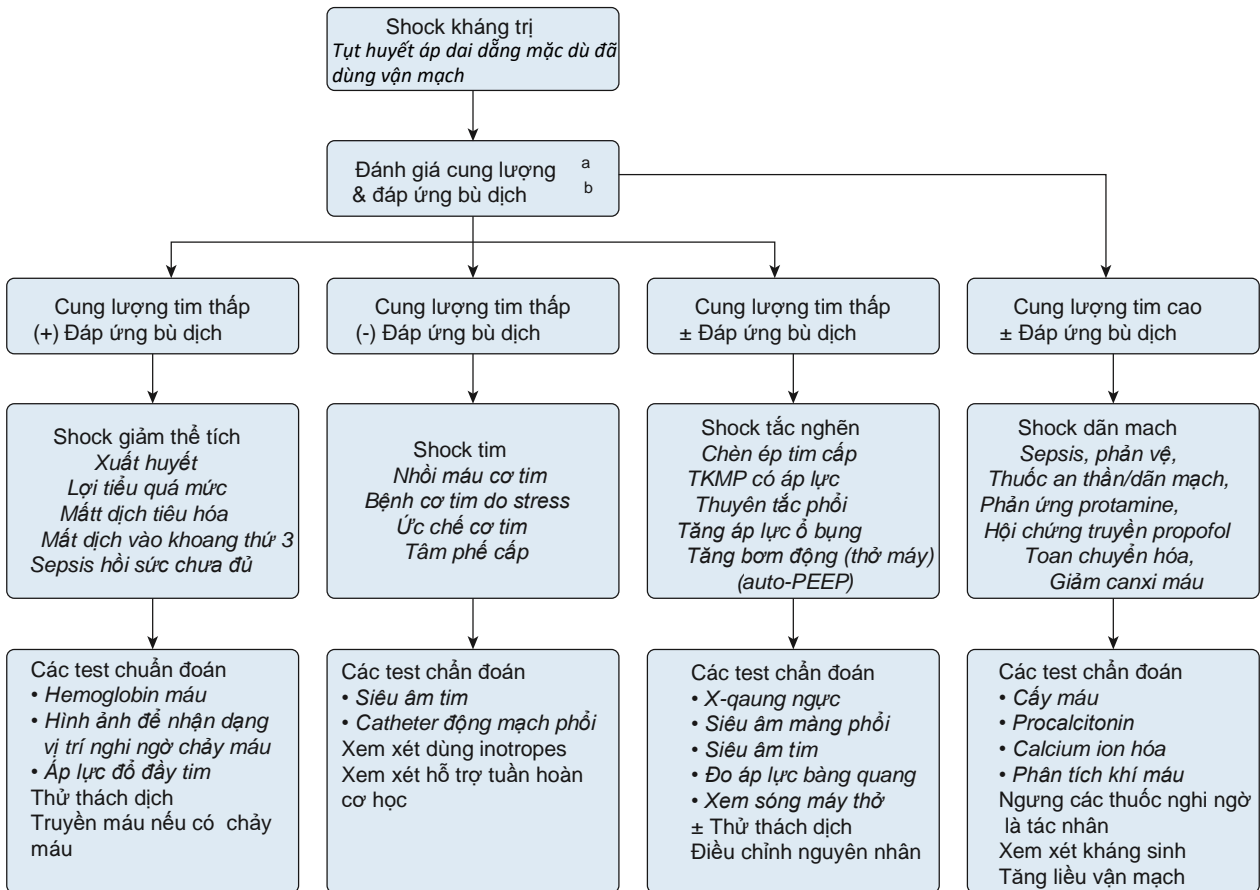 Shock kháng trị
Tụt huyết áp dai dẳng mặc dù đã
dùng vận mạch
Đánh giá cung lượng a
& đáp ứng bù dịch b
Cung lượng tim thấp
(+) Đáp ứng bù dịch
Cung lượng tim thấp
(-) Đáp ứng bù dịch
Cung lượng tim thấp
± Đáp ứng bù dịch
Cung lượng tim cao
± Đáp ứng bù dịch
Shock giảm thể tích
Xuất huyết
Lợi tiểu quá mức
Mấtt dịch tiêu hóa
Mất dịch vào khoang thứ 3
Sepsis hồi sức chưa đủ
Shock tim
Nhồi máu cơ tim
Bệnh cơ tim do stress
Ức chế cơ tim
Tâm phế cấp
Shock tắc nghẽn
Chèn ép tim cấp
TKMP có áp lực
Thuyên tắc phổi
Tăng áp lực ổ bụng
Tăng bơm động (thở máy)
(auto-PEEP)
Shock dãn mach
Sepsis, phản vệ,
Thuốc an thần/dãn mạch,
Phản ứng protamine,
Hội chứng truyền propofol
Toan chuyển hóa,
Giảm canxi máu
Các test chuẩn đoán
• Hemoglobin máu
• Hình ảnh để nhận dạng
vị trí nghi ngờ chảy máu
• Áp lực đổ đầy tim
Thử thách dịch
Truyền máu nếu có chảy
máu
Các test chẩn đoán
• Siêu âm tim
• Catheter động mạch phổi
Xem xét dùng inotropes
Xem xét hỗ trợ tuần hoàn
cơ học
Các test chẩn đoán
• X-qaung ngực
• Siêu âm màng phổi
• Siêu âm tim
• Đo áp lực bàng quang
• Xem sóng máy thở
± Thử thách dịch
Điều chỉnh nguyên nhân
Các test chẩn đoán
• Cấy máu
• Procalcitonin
• Calcium ion hóa
• Phân tích khí máu
Ngưng các thuốc nghi ngờ
là tác nhân
Xem xét kháng sinh
Tăng liều vận mạch